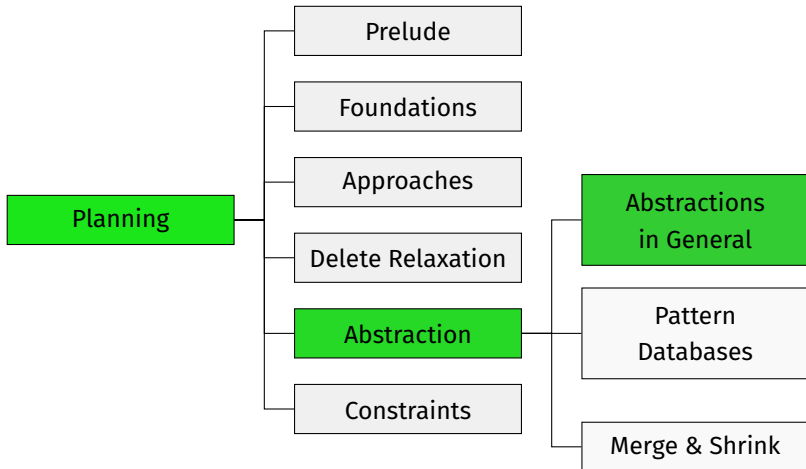 Planning
Prelude
Foundations
Approaches
Delete Relaxation
Abstraction
Constraints
Abstractions
in General
Pattern
Databases
Merge & Shrink